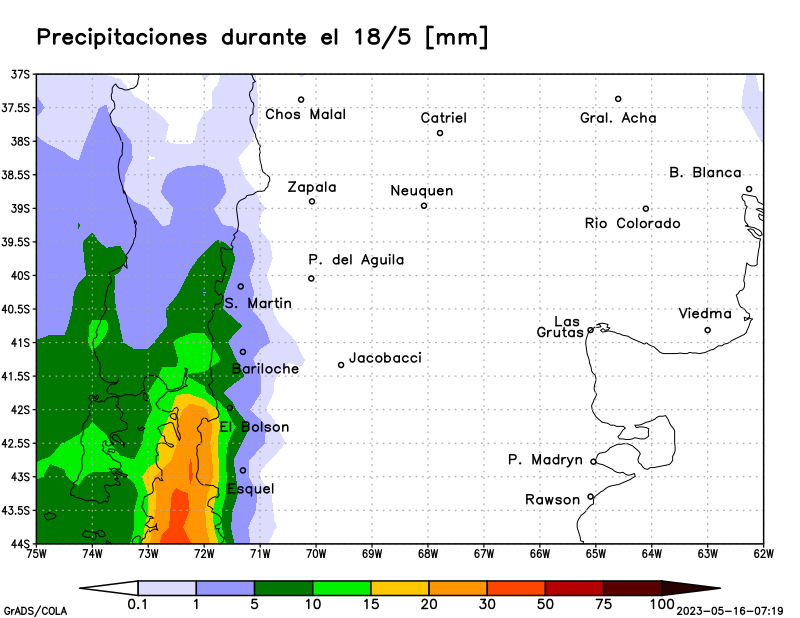 Precipitaciones durante el 18/5 [mm]
37S
37.5S
Chos Malal
Catriel
Gral. Acha
38S
38.5S
B. Blanca
Zapala
Neuquen
39S
Rio Colorado
39.5S
P. del Aguila
40S
S. Martin
40.5S
Viedma
Las
Grutas
41S
Bariloche
Jacobacci
41.5S
42S
El Bolson
42.5S
P. Madryn
43S
Esquel
Rawson
43.5S
44S
75W 74W 73W 72W 71W 70W 69W 68W 67W 66W 65W 64W 63W 62W
0.1 1 5 10 15 20 30 50 75 100
GrADS/COLA
2023-05-16-07:19